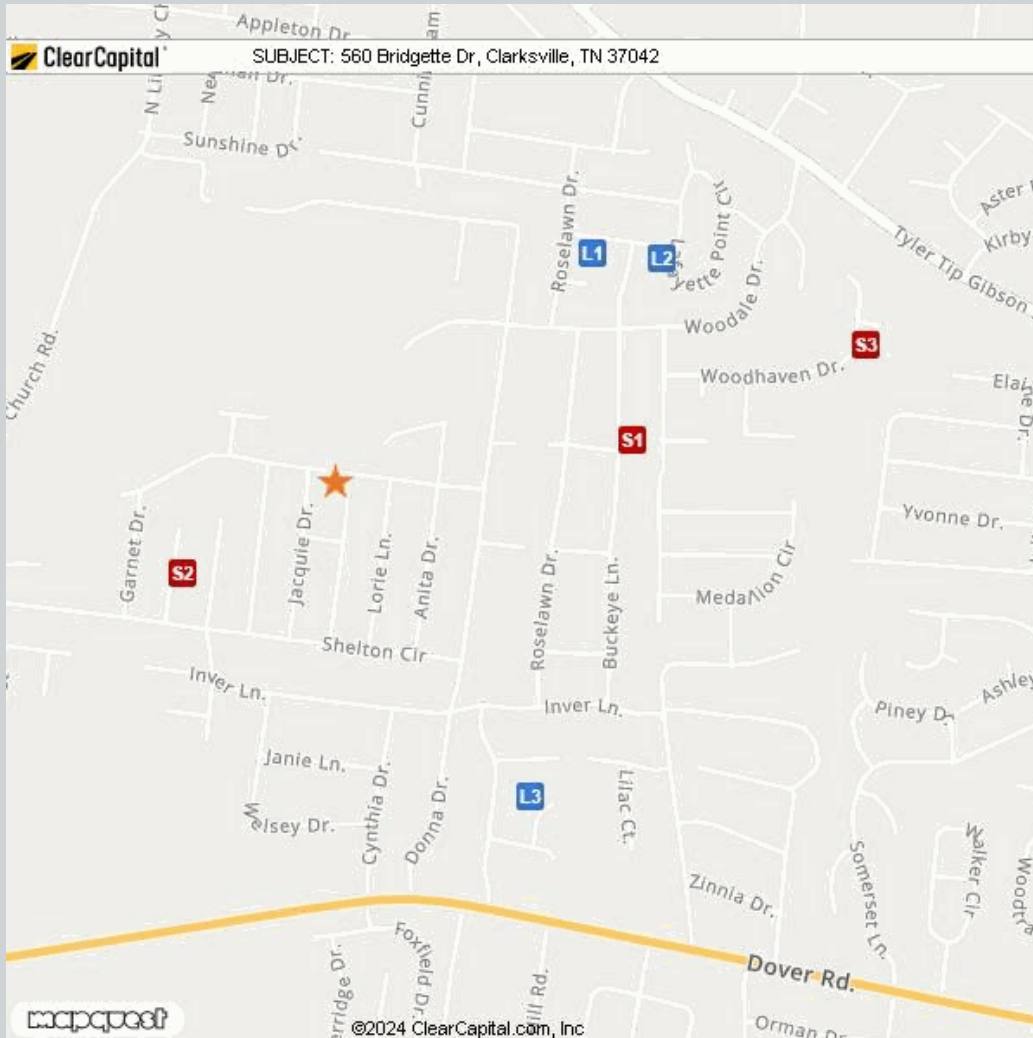 Appleton Dr.
ClearCapital
SUBJECT: 560 Bridgette Dr, Clarksville, TN 37042
Sunshine Dr.
Roselawn Dr.
L1
L2
Woodale Dr.
Aster
Kirby
Tyler Tip Gibson
Church Rd.
Woodhaven Dr.
S3
S1
Garnet Dr.
Jacquie Dr.
Lorie Ln.
Anita Dr.
S2
Yvonne Dr.
Medallion Cir
Roselawn Dr.
Buckeye Ln.
Shelton Cir
Inver Ln.
Inver Ln.
Piney Dr.
Ashley
Janie Ln.
L3
Lilac Ct.
Welsey Dr.
Cynthia Dr.
Donna Dr.
Walker Cir
Somerset Ln.
Zinnia Dr.
Foxfield Dr.
Dover Rd.
mapquest
©2024 ClearCapital.com, Inc
Orman Dr